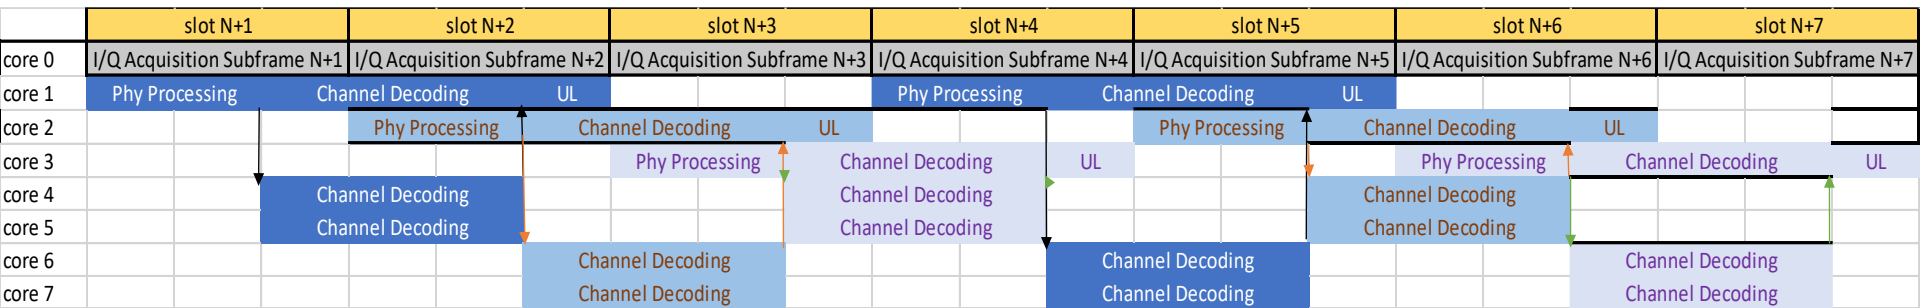 slot N+1 slot N+2 slot N+3 slot N+4 slot N+5 slot N+6 slot N+7
core 0 I/Q Acquisition Subframe N+1 I/Q Acquisition Subframe N+2 I/Q Acquisition Subframe N+3 I/Q Acquisition Subframe N+4 I/Q Acquisition Subframe N+5 I/Q Acquisition Subframe N+6 I/Q Acquisition Subframe N+7
core 1 Phy Processing Channel Decoding UL Phy Processing Channel Decoding UL
core 2 Phy Processing Channel Decoding UL Phy Processing Channel Decoding UL
core 3 Phy Processing Channel Decoding UL Phy Processing Channel Decoding UL
core 4 Channel Decoding Channel Decoding Channel Decoding
core 5 Channel Decoding Channel Decoding Channel Decoding
core 6 Channel Decoding Channel Decoding Channel Decoding
core 7 Channel Decoding Channel Decoding Channel Decoding